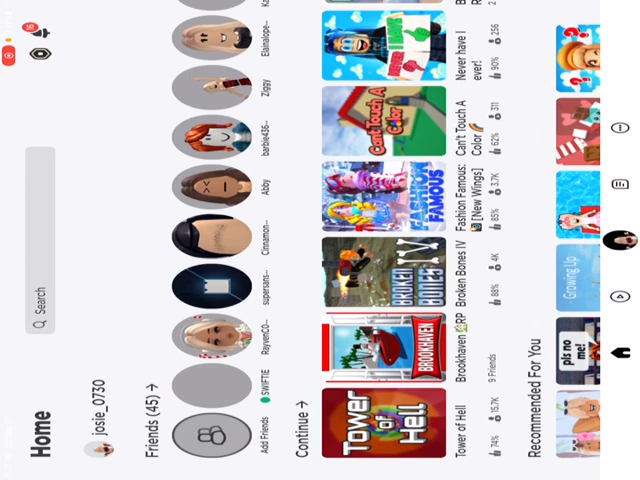 Home
Search
josie_0730
Friends (45) →
Add Friends
SWIFTIE
RayvenCO--
supersans--
Cinnamon--
Abby
barbie436--
Ziggy
Elainalope--
Continue →
Tower of Hell
BROOKHAVEN
BROKEN BONES IV
FASHION FAMOUS
Can't Touch A Color
NEVER I HAVE
Tower of Hell
74% 15.7K
Brookhaven RP
9 Friends
Broken Bones IV
88% 4K
Fashion Famous: [New Wings]
85% 3.7K
Can't Touch A Color
62% 311
Never have I ever!
90% 256
Recommended For You
pls no me!
Growing Up